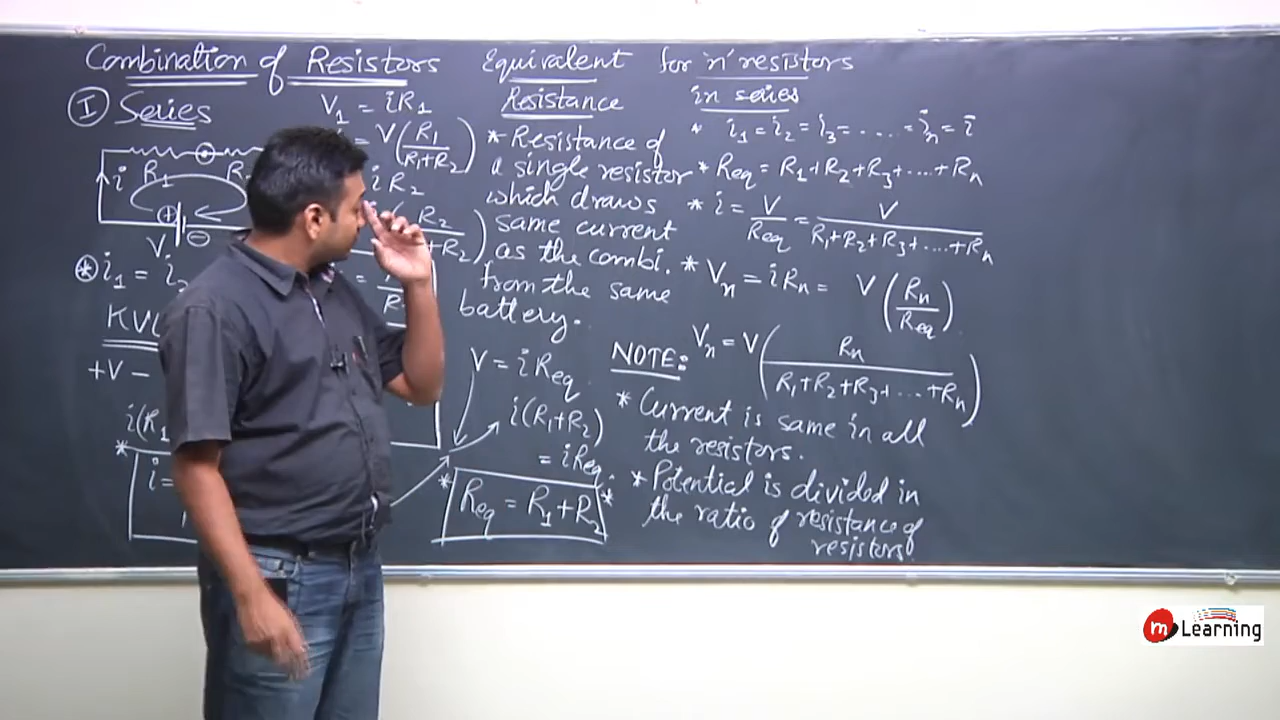 Combination of Resistors
I Series
V₁ = iR₁
= V(R₁/(R₁+R₂))
iR₂
R₂
+R₂)
i R₁
V
* i₁ = i₂
KVL
+V −
i(R₁
* i =
Equivalent
Resistance
* Resistance of
a single resistor
which draws
same current
as the combi.
from the same
battery.
V = iReq
i(R₁+R₂)
= iReq.
* Req = R₁+R₂ *
for 'n' resistors
in series
* i₁ = i₂ = i₃ = ..... = iₙ = i
* Req = R₁+R₂+R₃+....+Rₙ
* i = V/Req = V/(R₁+R₂+R₃+....+Rₙ)
* Vₙ = iRₙ = V(Rₙ/Req)
Vₙ = V(Rₙ/(R₁+R₂+R₃+...+Rₙ))
NOTE:
* Current is same in all
the resistors.
* Potential is divided in
the ratio of resistance of
resistors.
m Learning